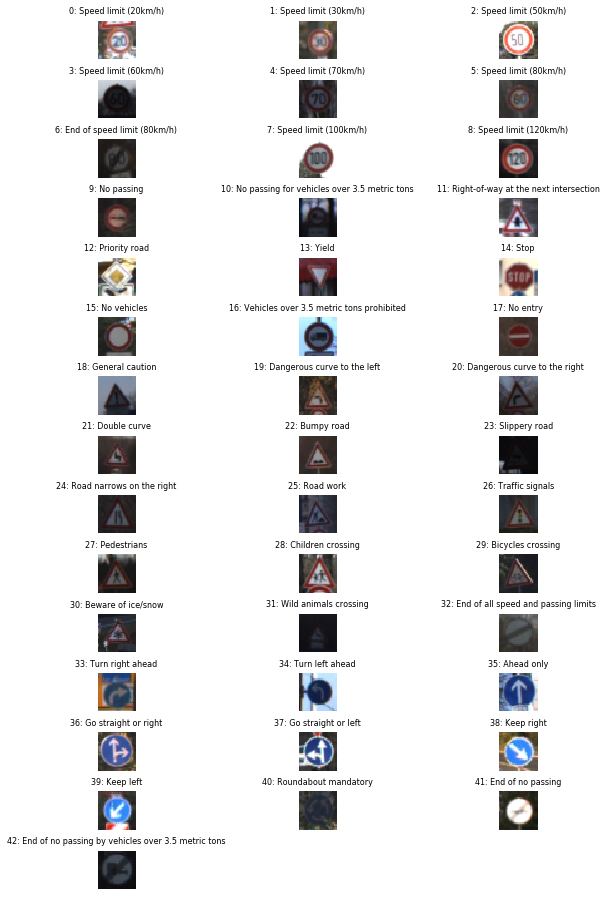 0: Speed limit (20km/h)
1: Speed limit (30km/h)
2: Speed limit (50km/h)
20
30
50
3: Speed limit (60km/h)
4: Speed limit (70km/h)
5: Speed limit (80km/h)
60
70
80
6: End of speed limit (80km/h)
7: Speed limit (100km/h)
8: Speed limit (120km/h)
80
100
120
9: No passing
10: No passing for vehicles over 3.5 metric tons
11: Right-of-way at the next intersection
12: Priority road
13: Yield
14: Stop
STOP
15: No vehicles
16: Vehicles over 3.5 metric tons prohibited
17: No entry
18: General caution
19: Dangerous curve to the left
20: Dangerous curve to the right
21: Double curve
22: Bumpy road
23: Slippery road
24: Road narrows on the right
25: Road work
26: Traffic signals
27: Pedestrians
28: Children crossing
29: Bicycles crossing
30: Beware of ice/snow
31: Wild animals crossing
32: End of all speed and passing limits
33: Turn right ahead
34: Turn left ahead
35: Ahead only
36: Go straight or right
37: Go straight or left
38: Keep right
39: Keep left
40: Roundabout mandatory
41: End of no passing
42: End of no passing by vehicles over 3.5 metric tons